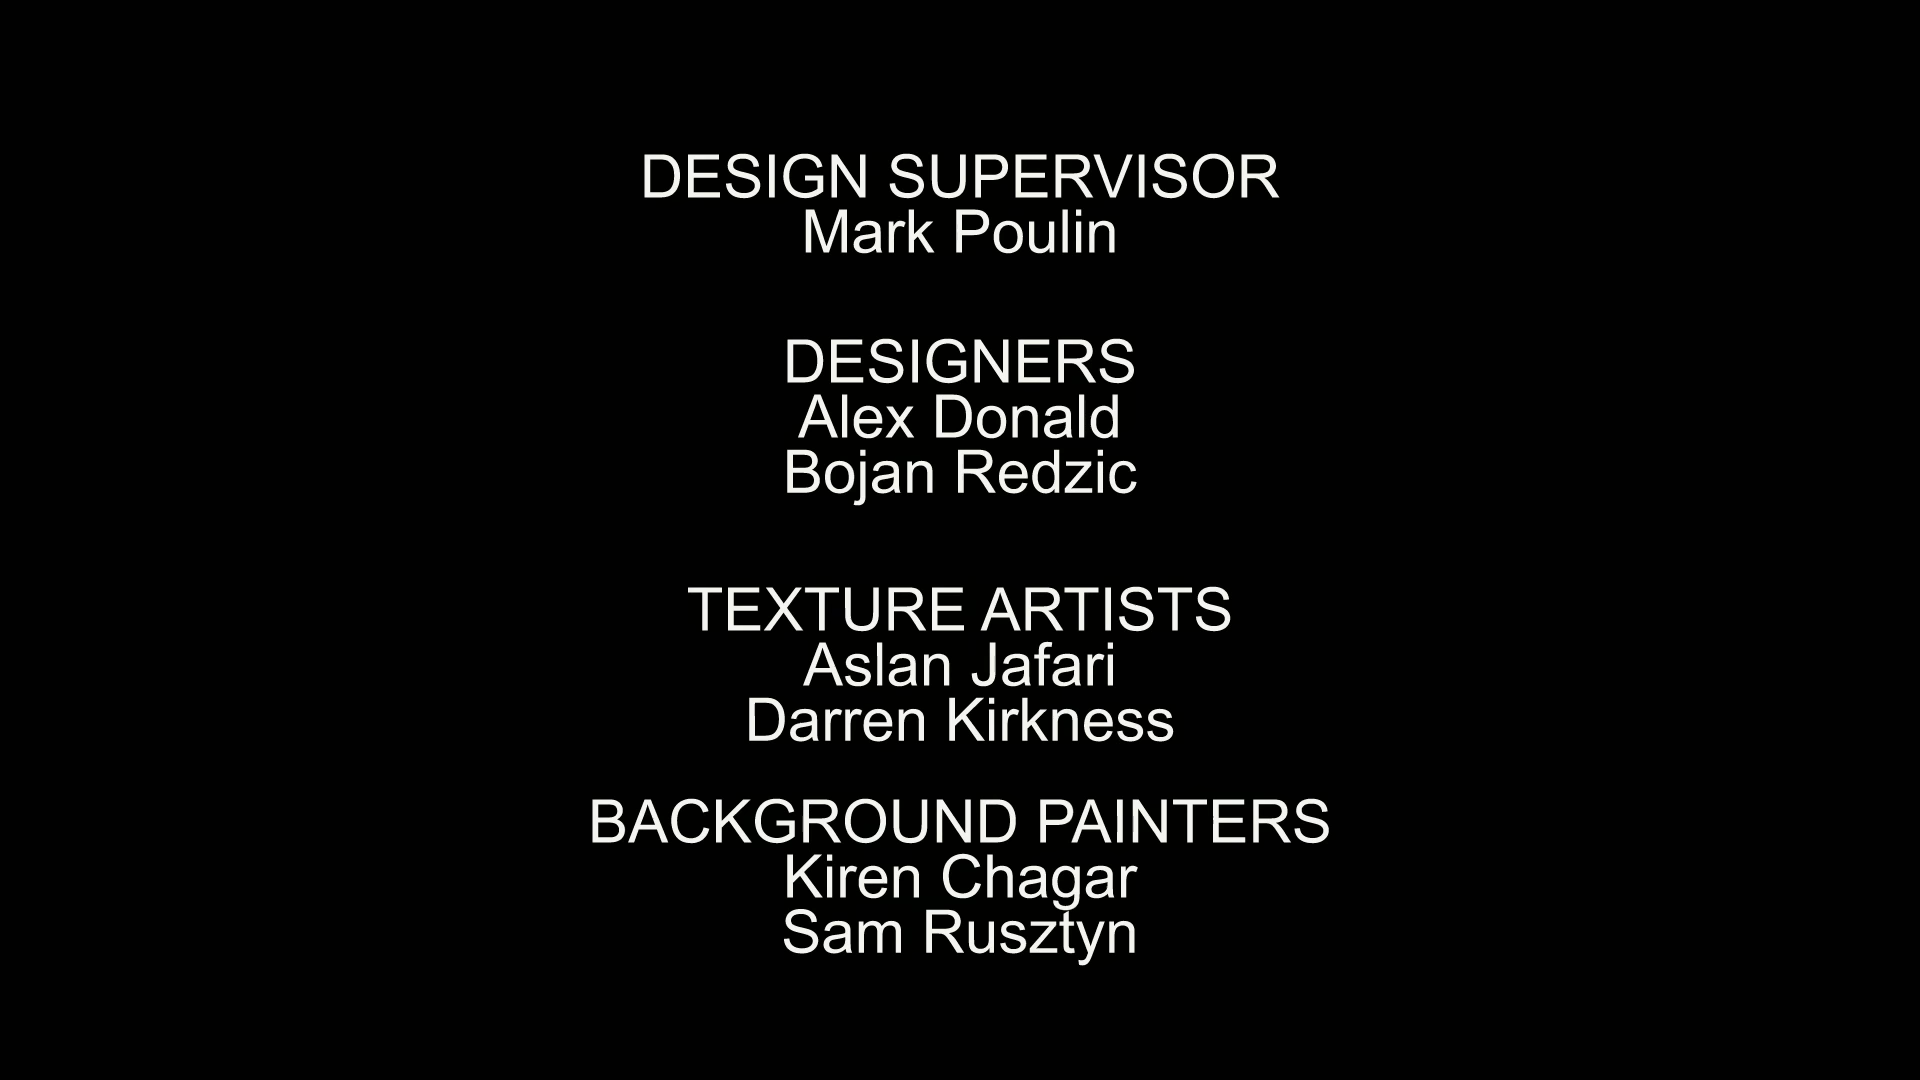 DESIGN SUPERVISOR
Mark Poulin
DESIGNERS
Alex Donald
Bojan Redzic
TEXTURE ARTISTS
Aslan Jafari
Darren Kirkness
BACKGROUND PAINTERS
Kiren Chagar
Sam Rusztyn